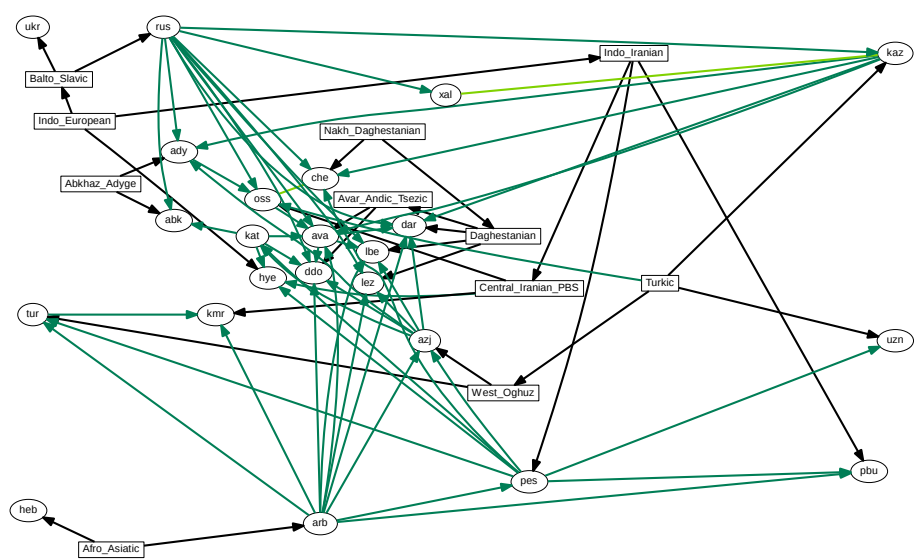 ukr
rus
Indo_Iranian
kaz
Balto_Slavic
xal
Indo_European
Nakh_Daghestanian
ady
che
Abkhaz_Adyge
oss
Avar_Andic_Tsezic
abk
dar
kat
ava
Daghestanian
lbe
hye
ddo
lez
Central_Iranian_PBS
Turkic
tur
kmr
azj
uzn
West_Oghuz
pes
pbu
heb
arb
Afro_Asiatic